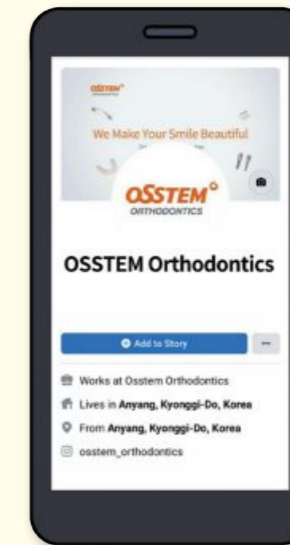 OSSTEM
ORTHODONTICS
We Make Your Smile Beautiful
OSSTEM
ORTHODONTICS
OSSTEM Orthodontics
Add to Story
Works at Osstem Orthodontics
Lives in Anyang, Kyonggi-Do, Korea
From Anyang, Kyonggi-Do, Korea
osstem_orthodontics